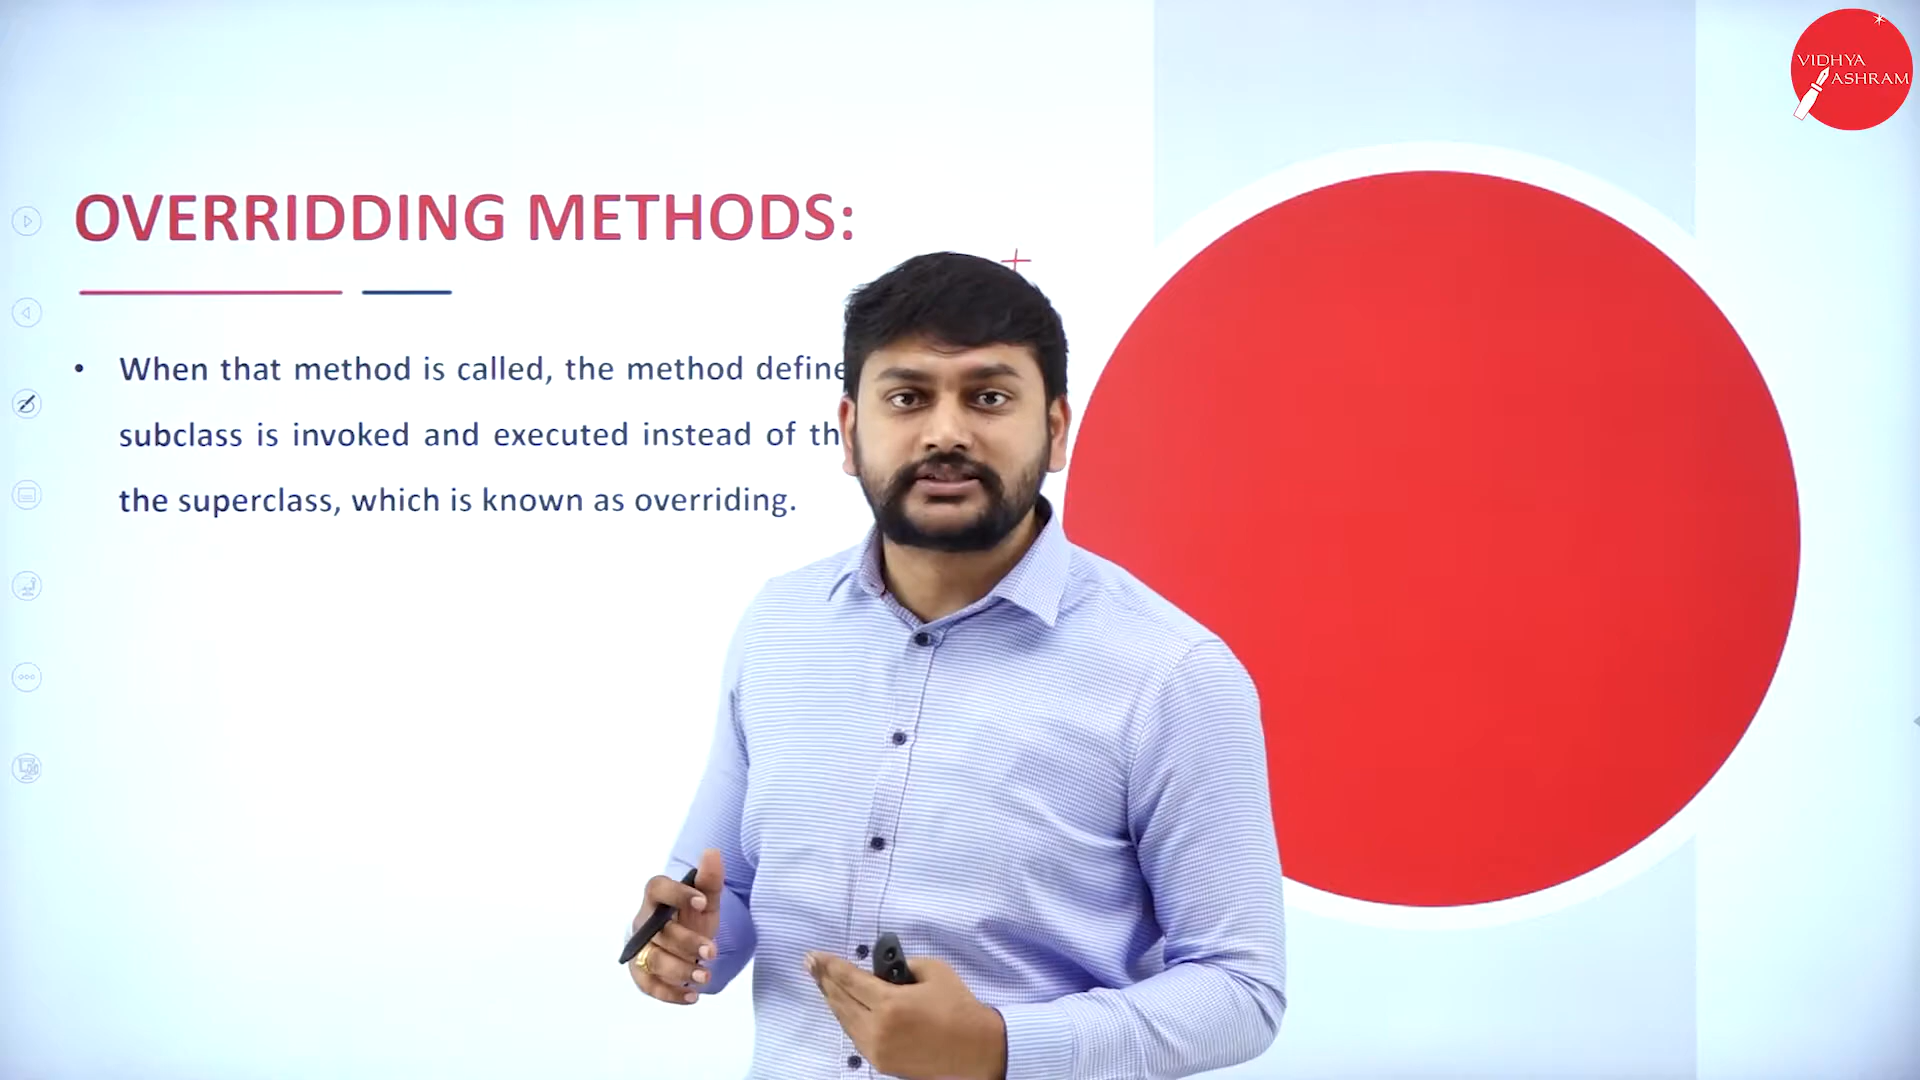 VIDHYA
ASHRAM
OVERRIDDING METHODS:
• When that method is called, the method define
subclass is invoked and executed instead of th
the superclass, which is known as overriding.